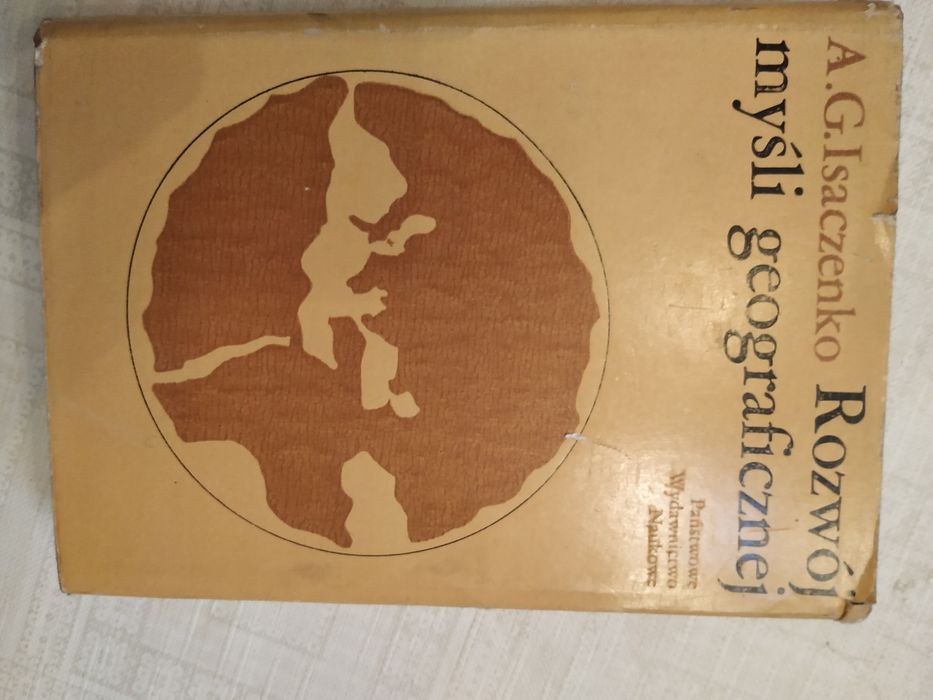 A.G.Isaczenko Rozwój
myśli geograficznej
Państwowe
Wydawnictwo
Naukowe